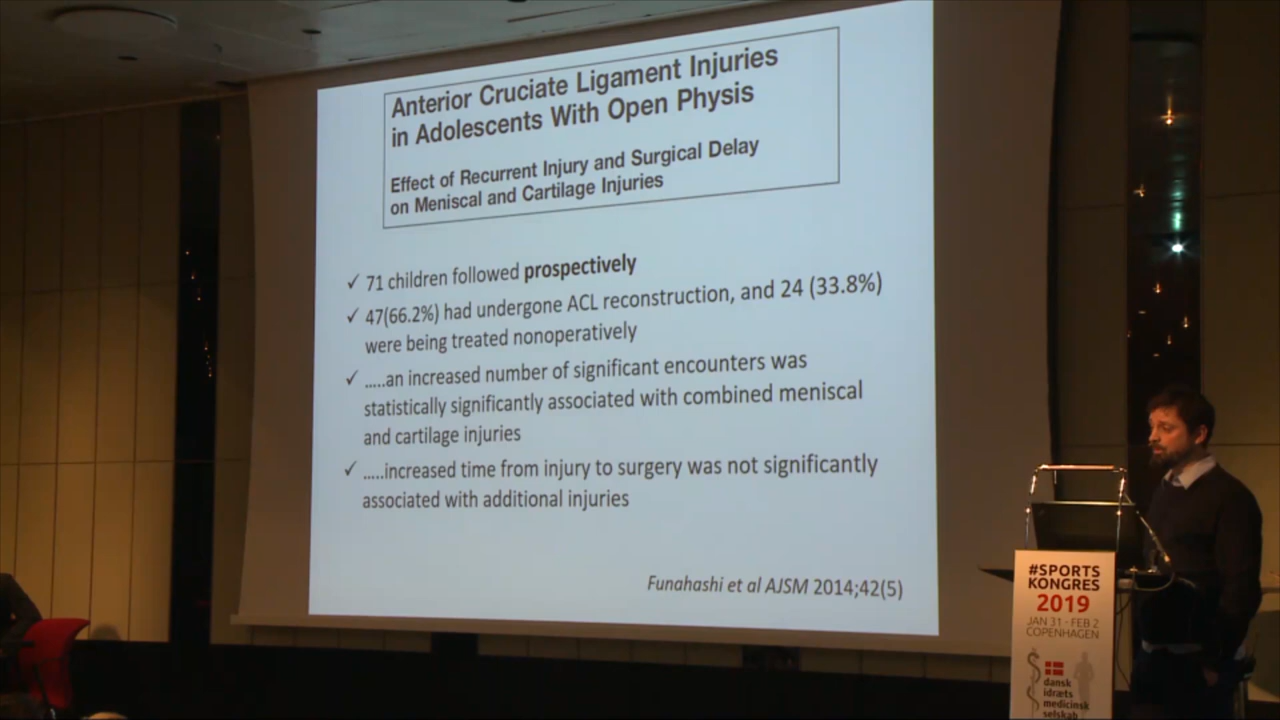 Anterior Cruciate Ligament Injuries
in Adolescents With Open Physis
Effect of Recurrent Injury and Surgical Delay
on Meniscal and Cartilage Injuries
✓ 71 children followed prospectively
✓ 47(66.2%) had undergone ACL reconstruction, and 24 (33.8%)
were being treated nonoperatively
✓ .....an increased number of significant encounters was
statistically significantly associated with combined meniscal
and cartilage injuries
✓ .....increased time from injury to surgery was not significantly
associated with additional injuries
Funahashi et al AJSM 2014;42(5)
#SPORTS
KONGRES
2019
JAN 31 - FEB 2
COPENHAGEN
dansk
idræts
medicinsk
selskab